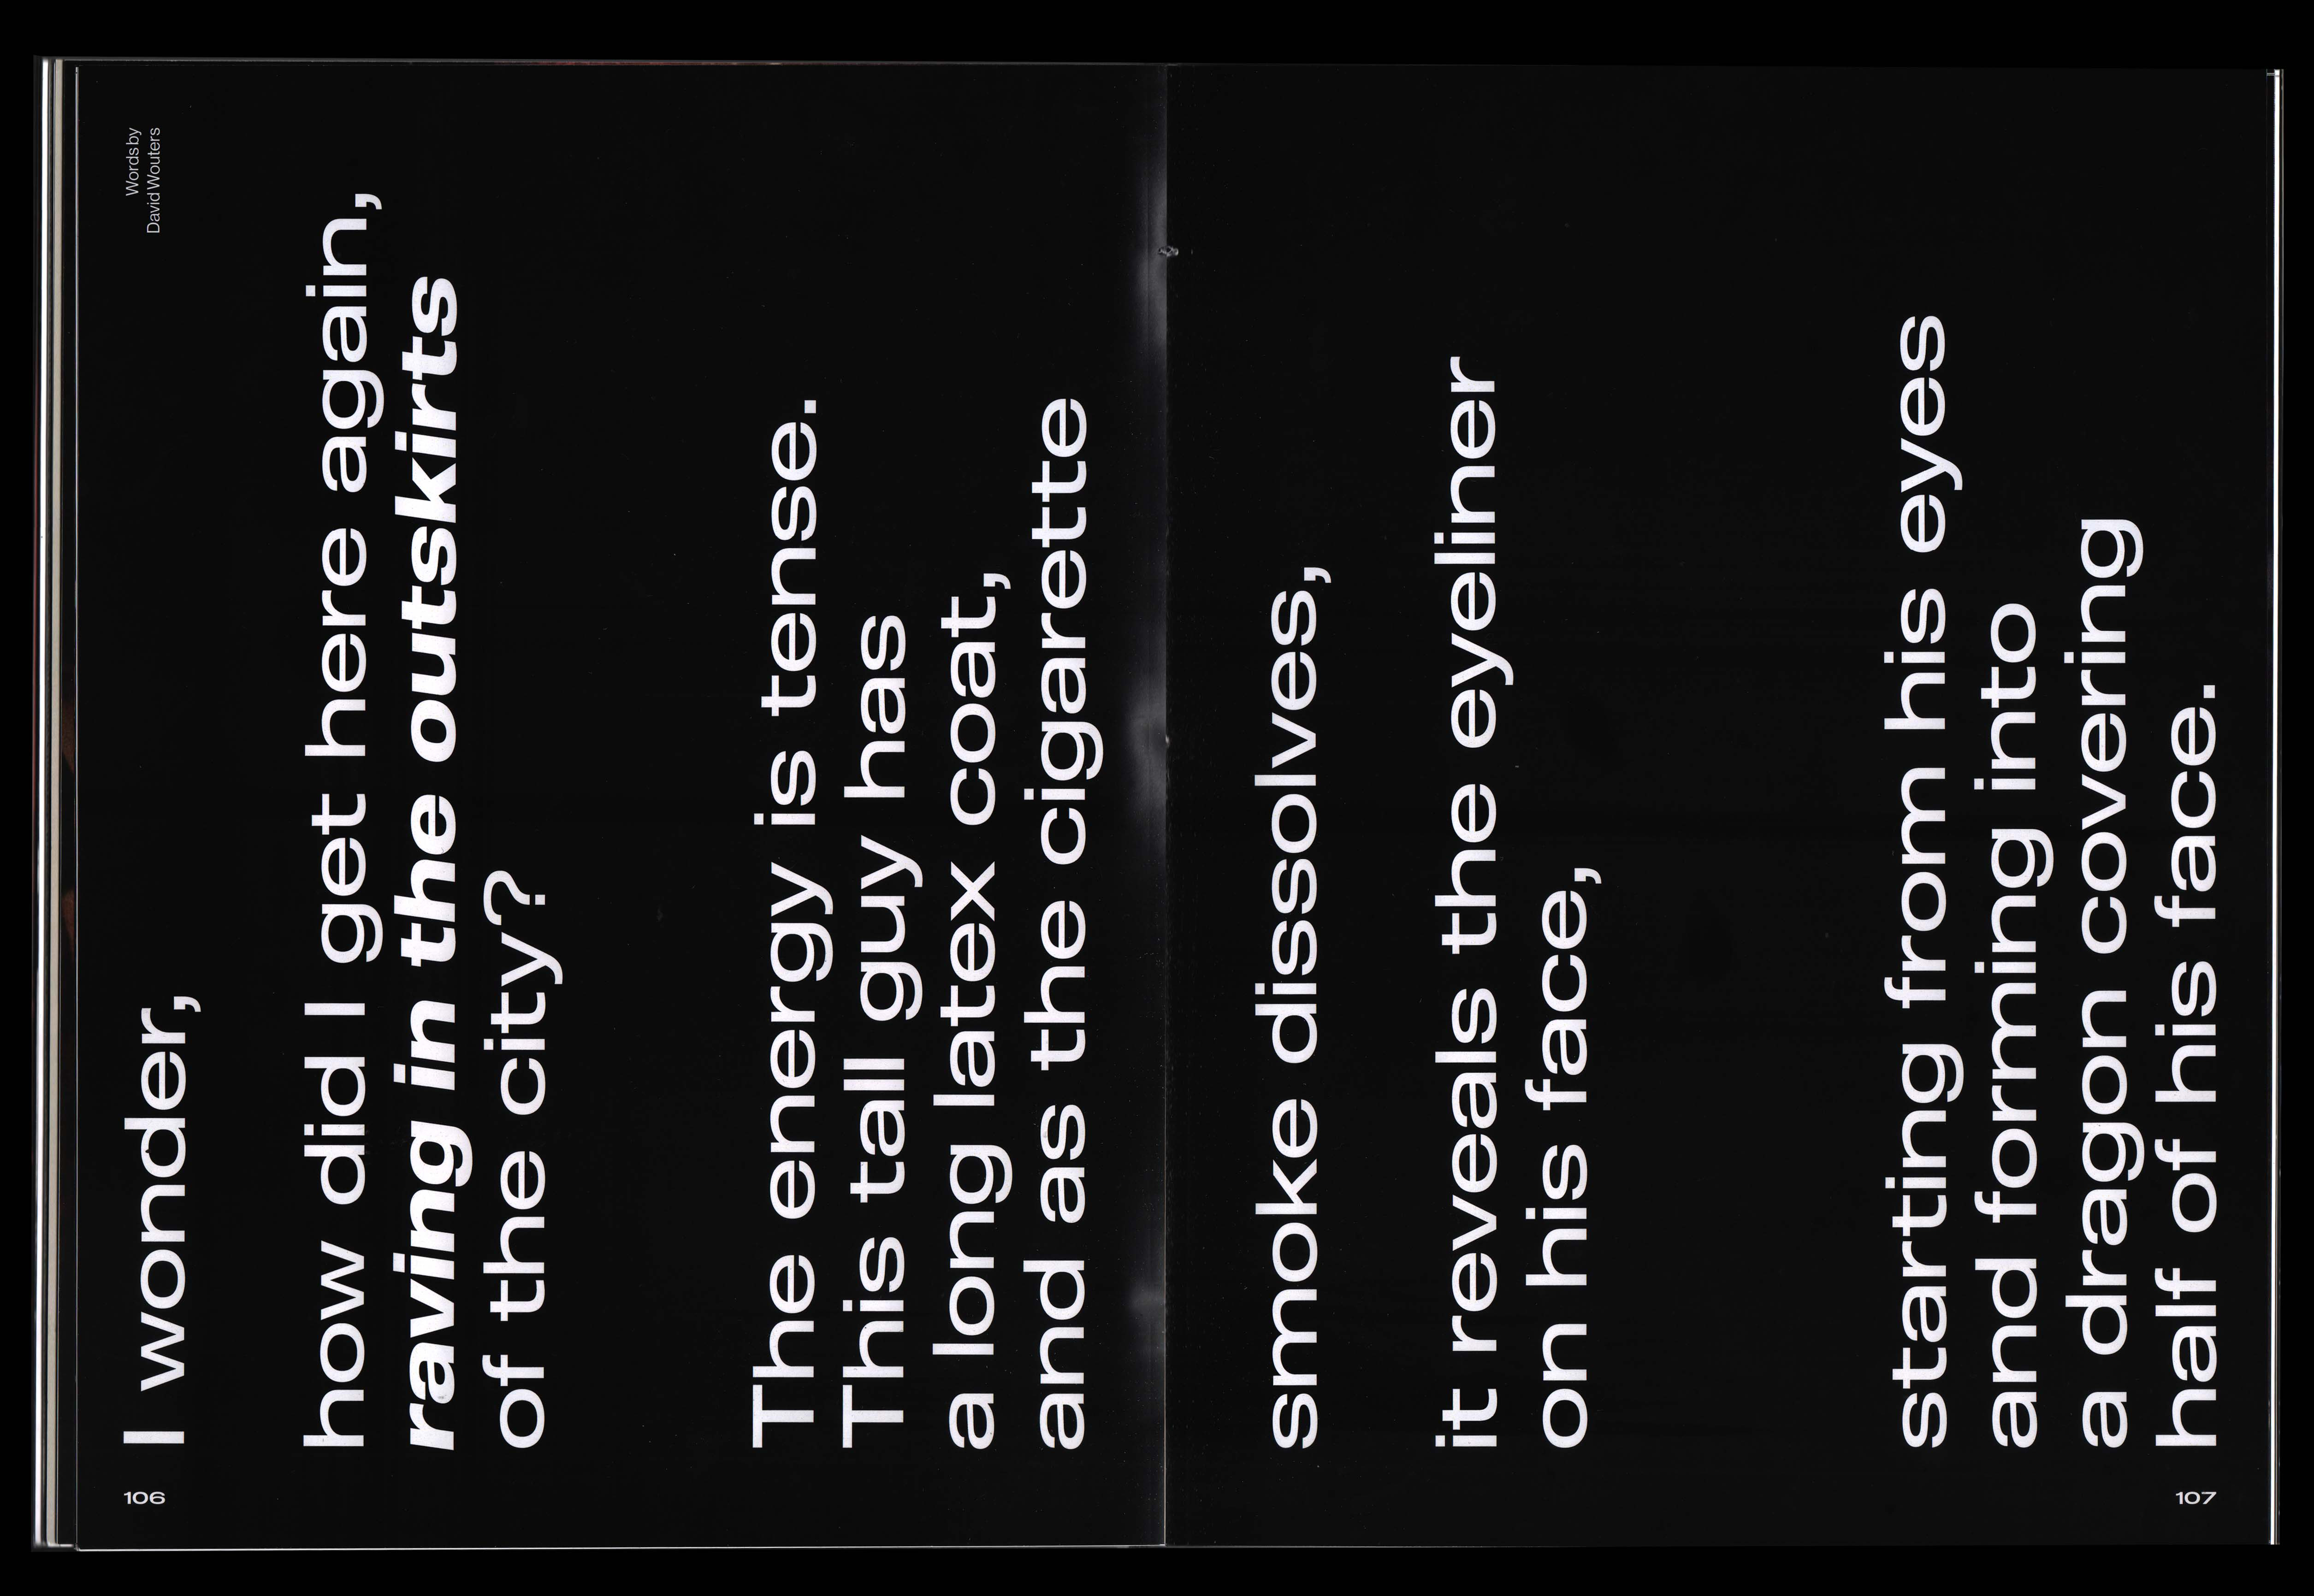 Words by
David Wouters
I wonder,
how did I get here again,
raving in the outskirts
of the city?
The energy is tense.
This tall guy has
a long latex coat,
and as the cigarette
106
smoke dissolves,
it reveals the eyeliner
on his face,
starting from his eyes
and forming into
a dragon covering
half of his face.
107